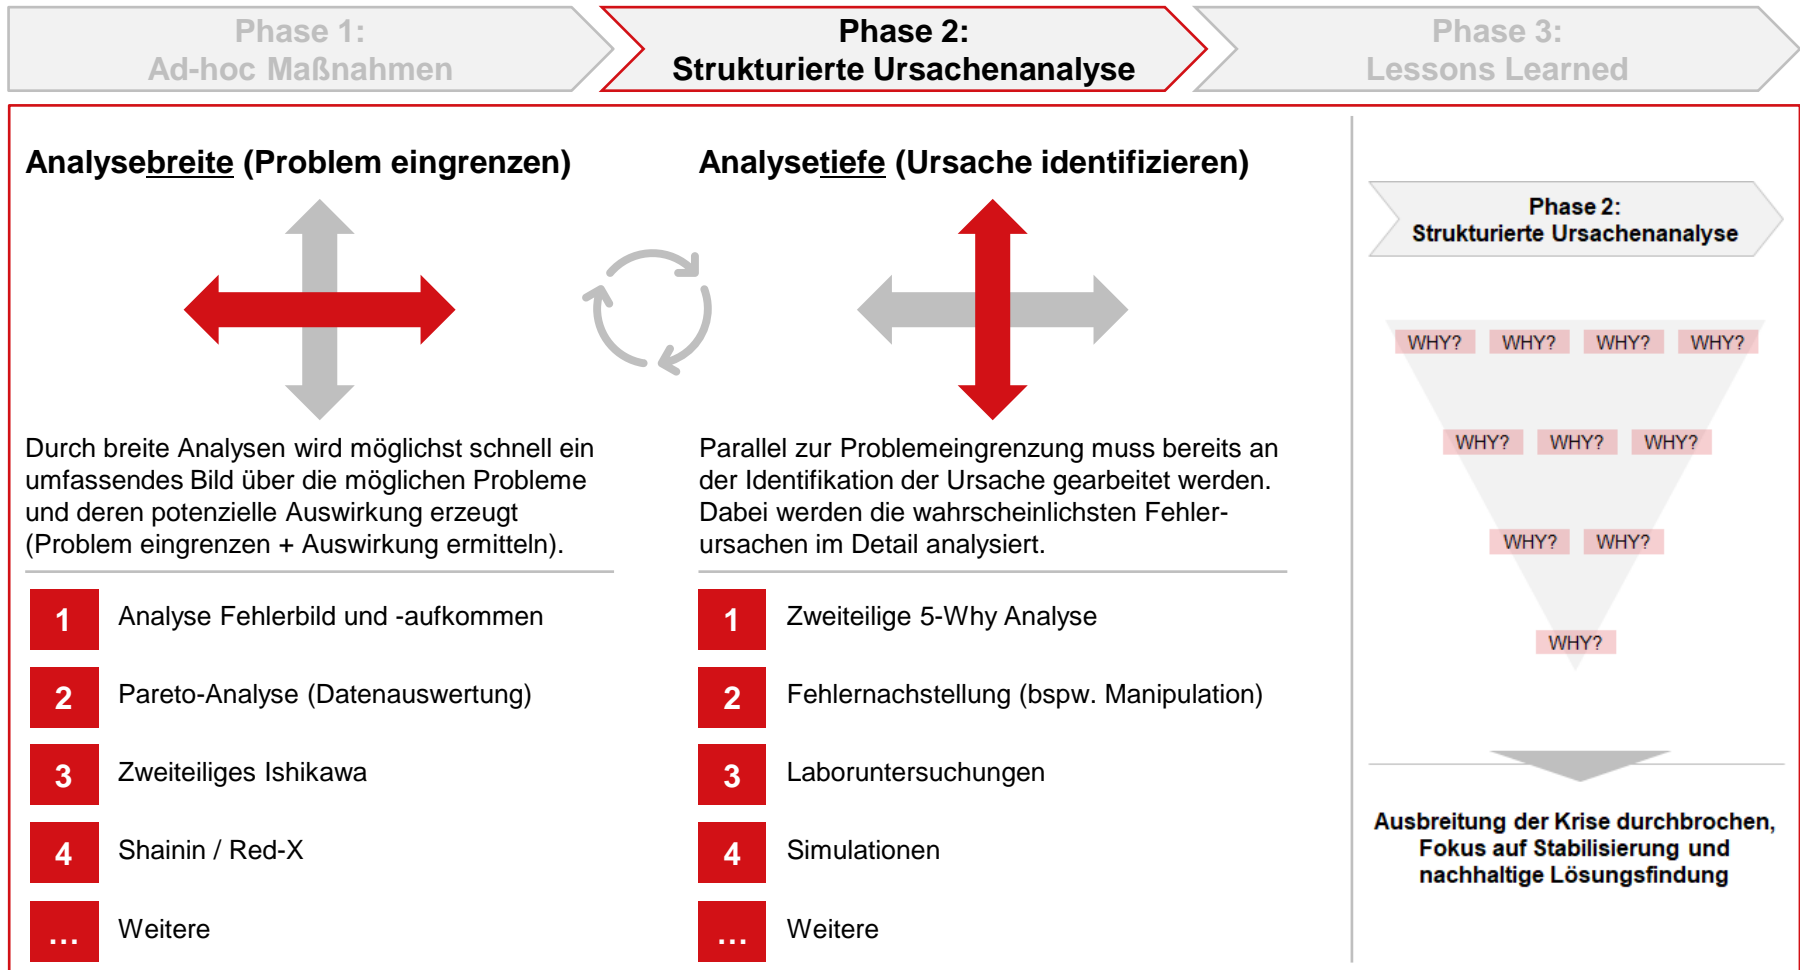 Phase 1:
Ad-hoc Maßnahmen
Phase 2:
Strukturierte Ursachenanalyse
Phase 3:
Lessons Learned
Analysebreite (Problem eingrenzen)
Durch breite Analysen wird möglichst schnell ein
umfassendes Bild über die möglichen Probleme
und deren potenzielle Auswirkung erzeugt
(Problem eingrenzen + Auswirkung ermitteln).
1 Analyse Fehlerbild und -aufkommen
2 Pareto-Analyse (Datenauswertung)
3 Zweiteiliges Ishikawa
4 Shainin / Red-X
... Weitere
Analysetiefe (Ursache identifizieren)
Parallel zur Problemeingrenzung muss bereits an
der Identifikation der Ursache gearbeitet werden.
Dabei werden die wahrscheinlichsten Fehler-
ursachen im Detail analysiert.
1 Zweiteilige 5-Why Analyse
2 Fehlernachstellung (bspw. Manipulation)
3 Laboruntersuchungen
4 Simulationen
... Weitere
Phase 2:
Strukturierte Ursachenanalyse
WHY? WHY? WHY? WHY?
WHY? WHY? WHY?
WHY? WHY?
WHY?
Ausbreitung der Krise durchbrochen,
Fokus auf Stabilisierung und
nachhaltige Lösungsfindung